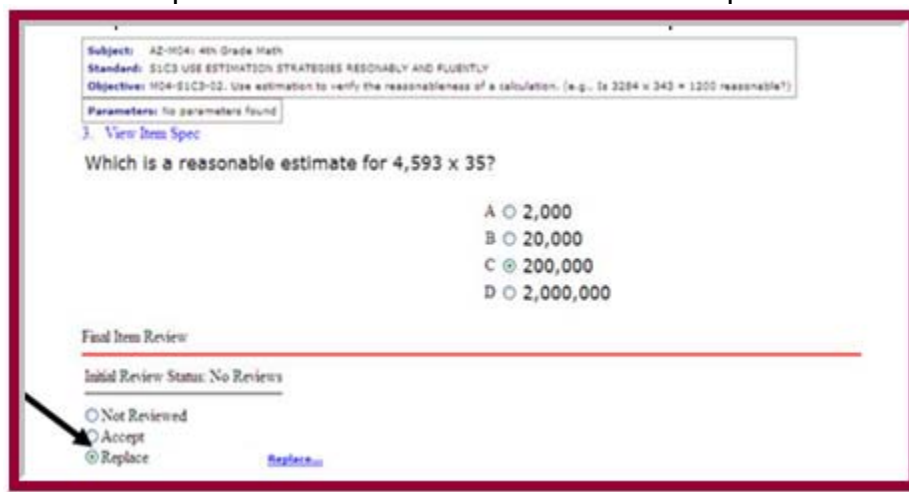 Subject: AZ-M04: 4th Grade Math
Standard: S1C3 USE ESTIMATION STRATEGIES RESONABLY AND FLUENTLY
Objective: M04-S1C3-02. Use estimation to verify the reasonableness of a calculation. (e.g., Is 3284 x 343 = 1200 reasonable?)
Parameters: No parameters found
3. View Item Spec
Which is a reasonable estimate for 4,593 x 35?
A 2,000
B 20,000
C 200,000
D 2,000,000
Final Item Review
Initial Review Status: No Reviews
Not Reviewed
Accept
Replace Replace...